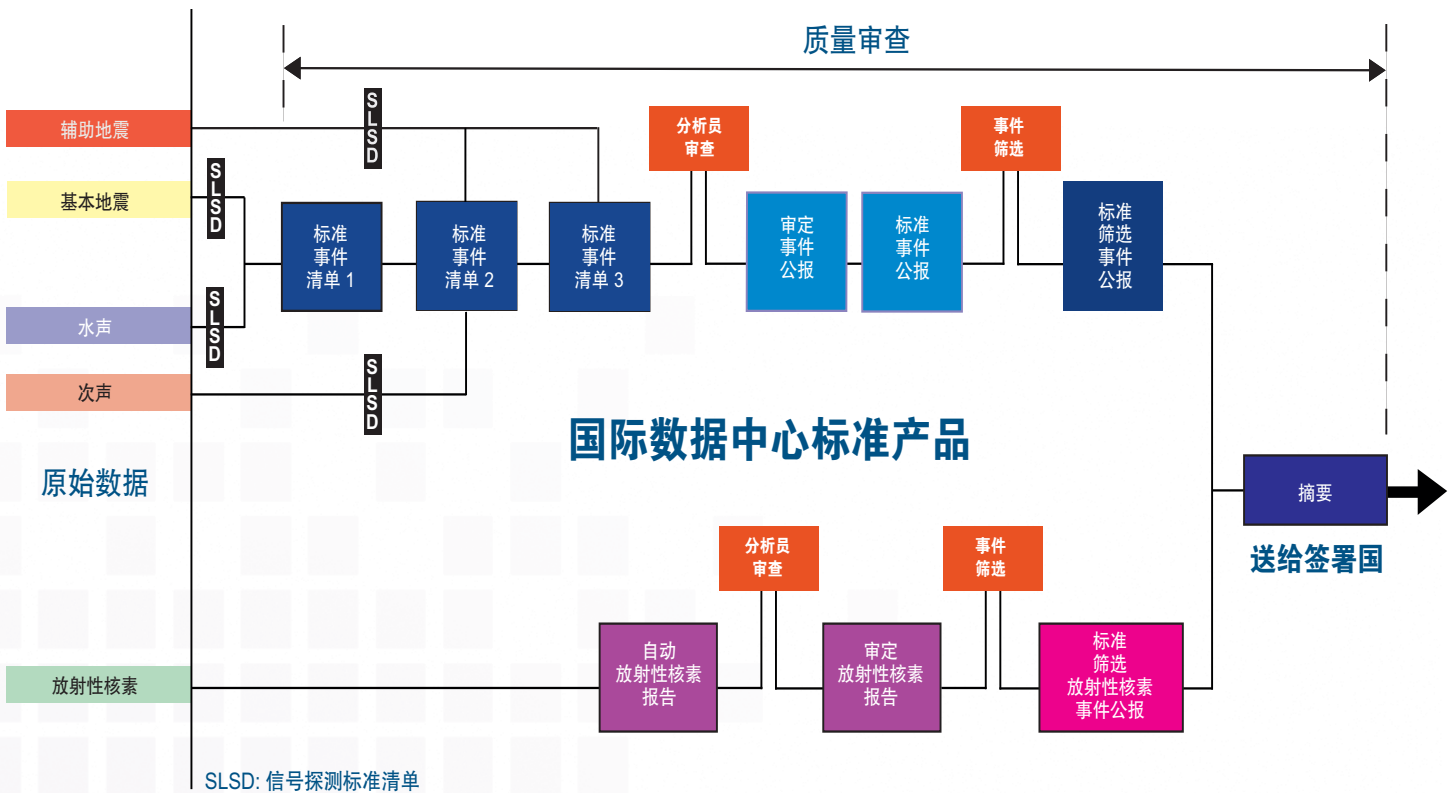 质量审查
辅助地震
基本地震
水声
次声
原始数据
放射性核素
S
L
S
D
S
L
S
D
S
L
S
D
S
L
S
D
标准
事件
清单 1
标准
事件
清单 2
标准
事件
清单 3
分析员
审查
审定
事件
公报
标准
事件
公报
事件
筛选
标准
筛选
事件
公报
国际数据中心标准产品
摘要
送给签署国
自动
放射性核素
报告
分析员
审查
审定
放射性核素
报告
事件
筛选
标准
筛选
放射性核素
事件公报
SLSD: 信号探测标准清单